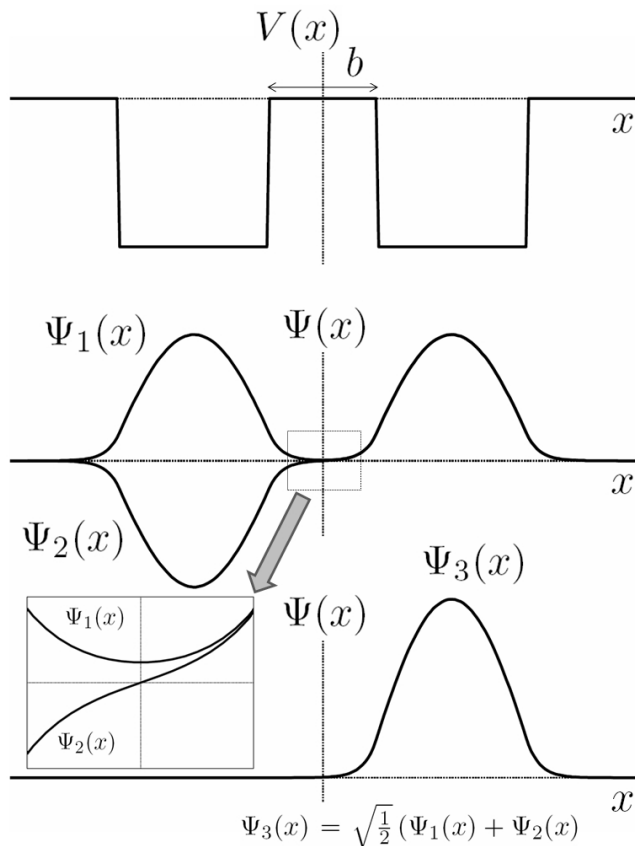 V(x)
b
x
Ψ₁(x)
Ψ(x)
x
Ψ₂(x)
Ψ₃(x)
Ψ₁(x)
Ψ(x)
Ψ₂(x)
x
Ψ₃(x) = √½ (Ψ₁(x) + Ψ₂(x)